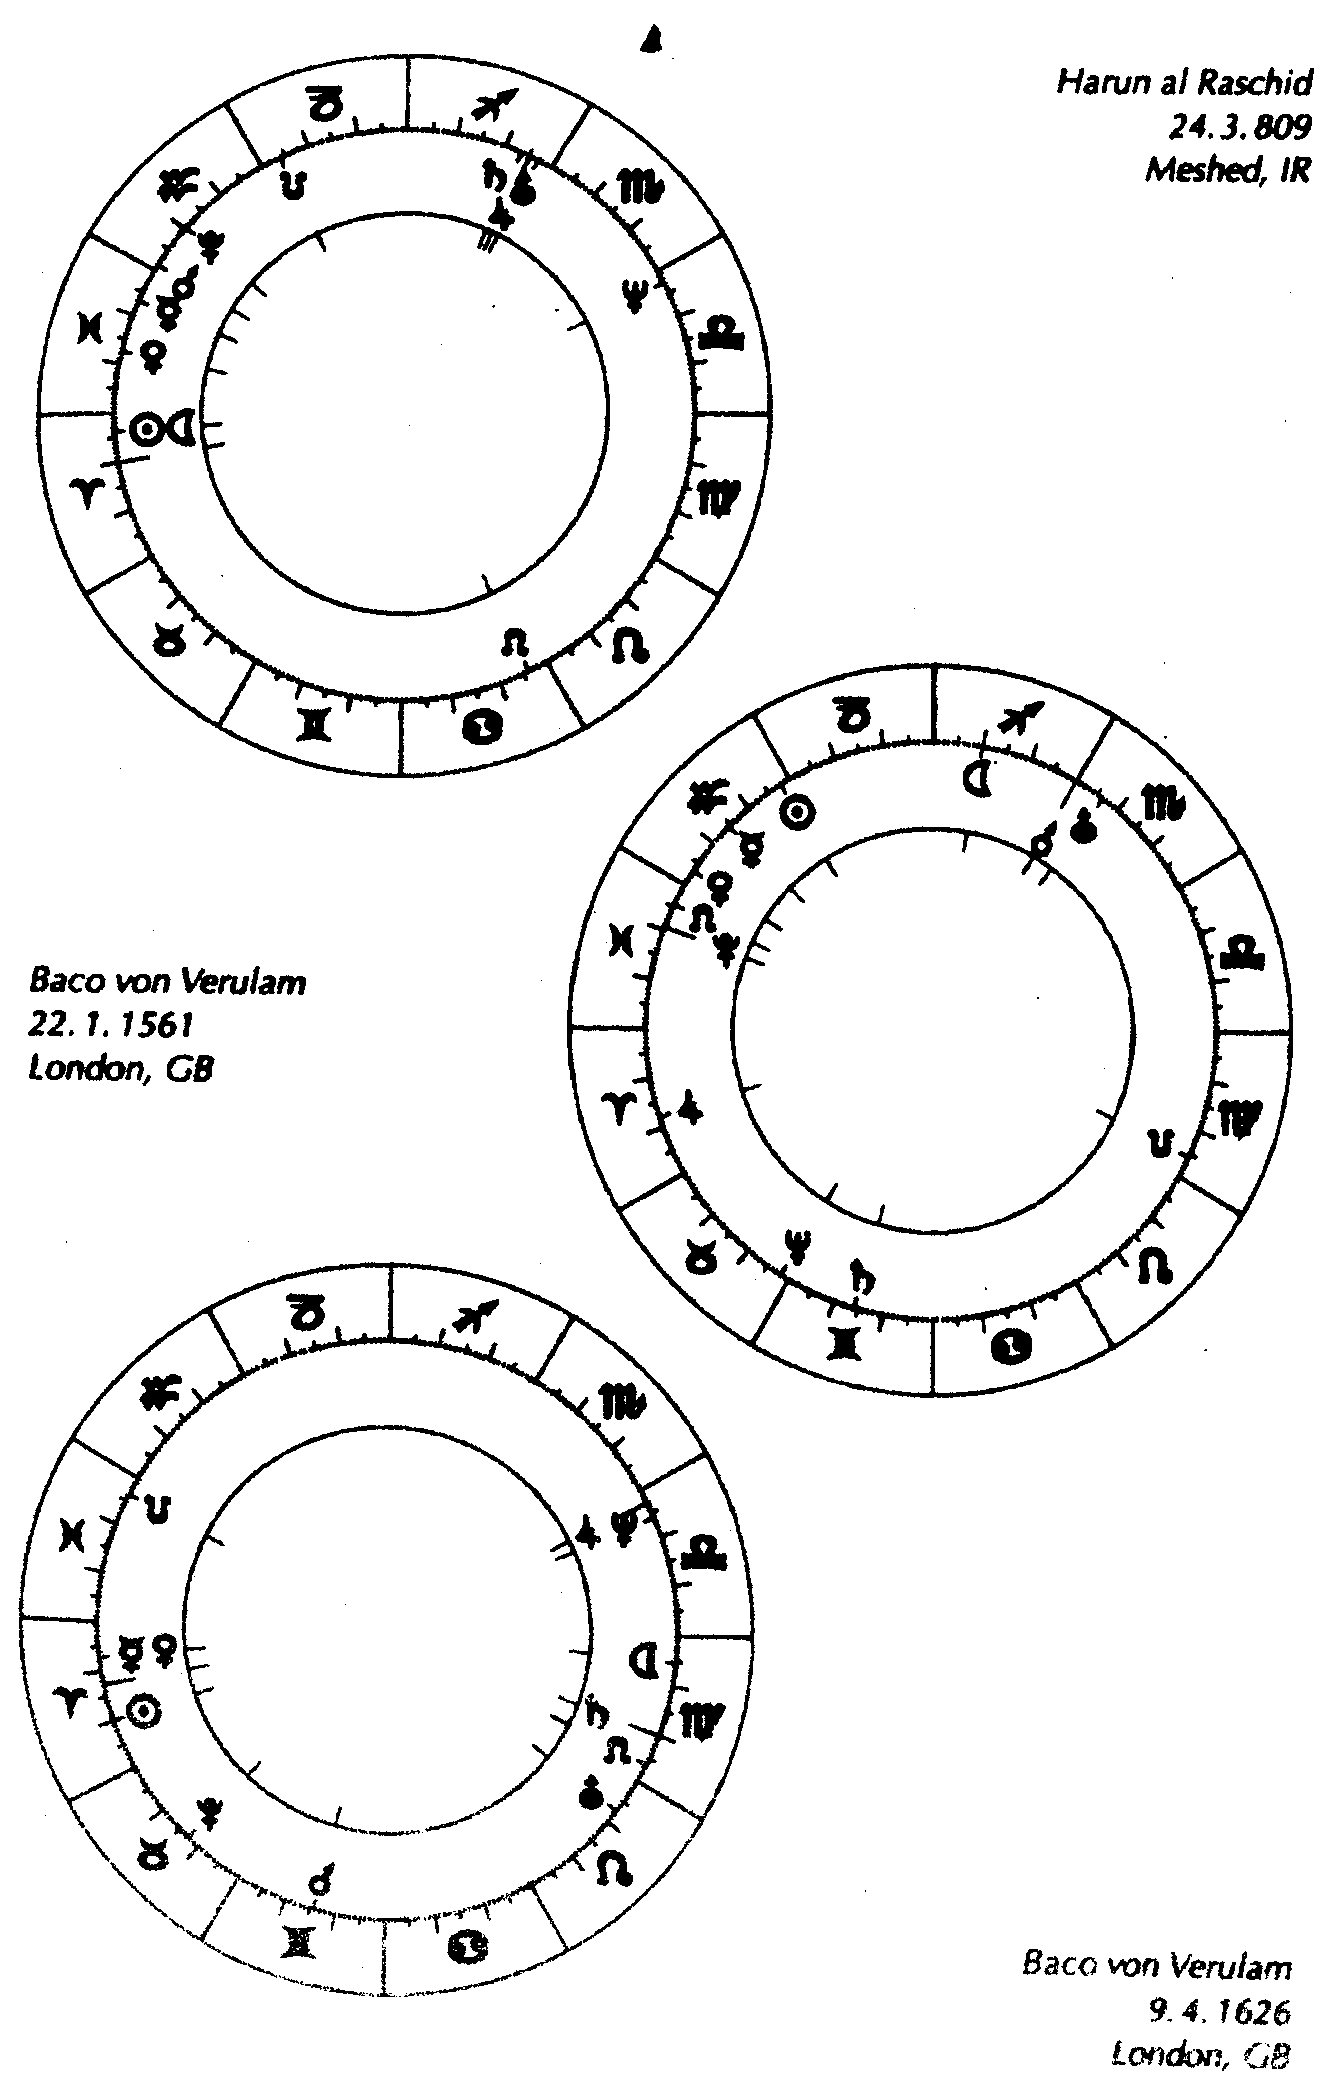 Harun al Raschid
24.3.809
Meshed, IR
Baco von Verulam
22.1.1561
London, GB
Baco von Verulam
9.4.1626
London, GB